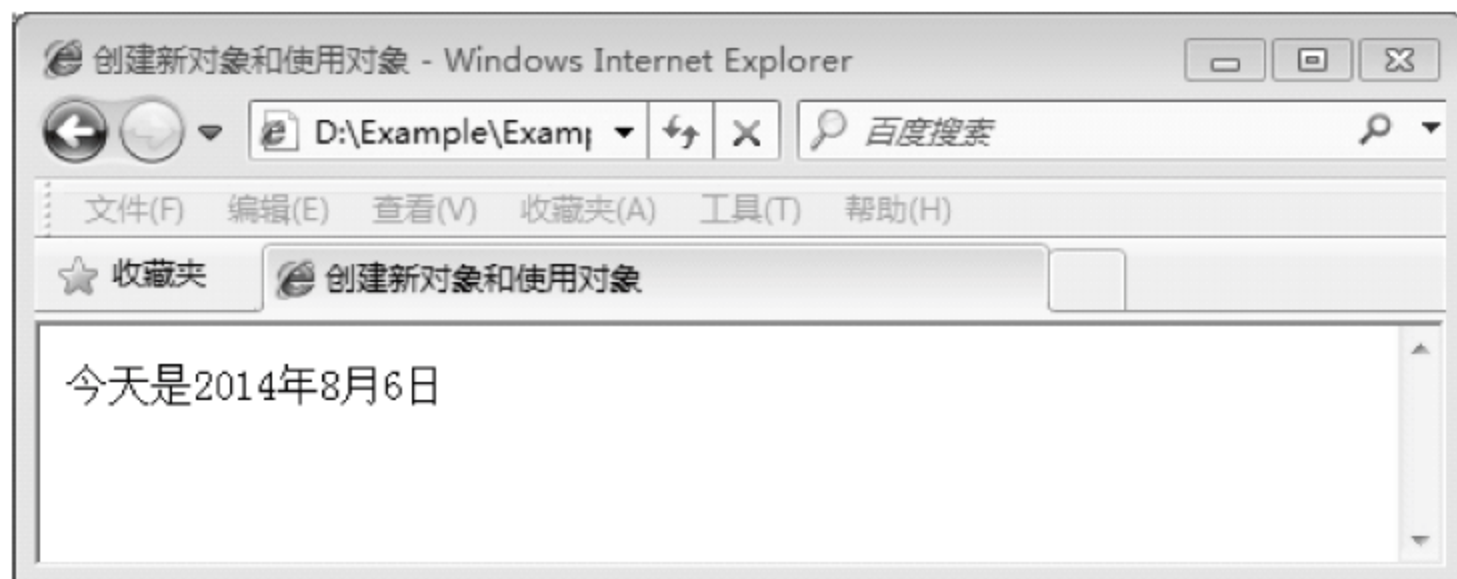 创建新对象和使用对象 - Windows Internet Explorer
D:\Example\Examp 百度搜索
文件(F) 编辑(E) 查看(V) 收藏夹(A) 工具(T) 帮助(H)
收藏夹 创建新对象和使用对象
今天是2014年8月6日